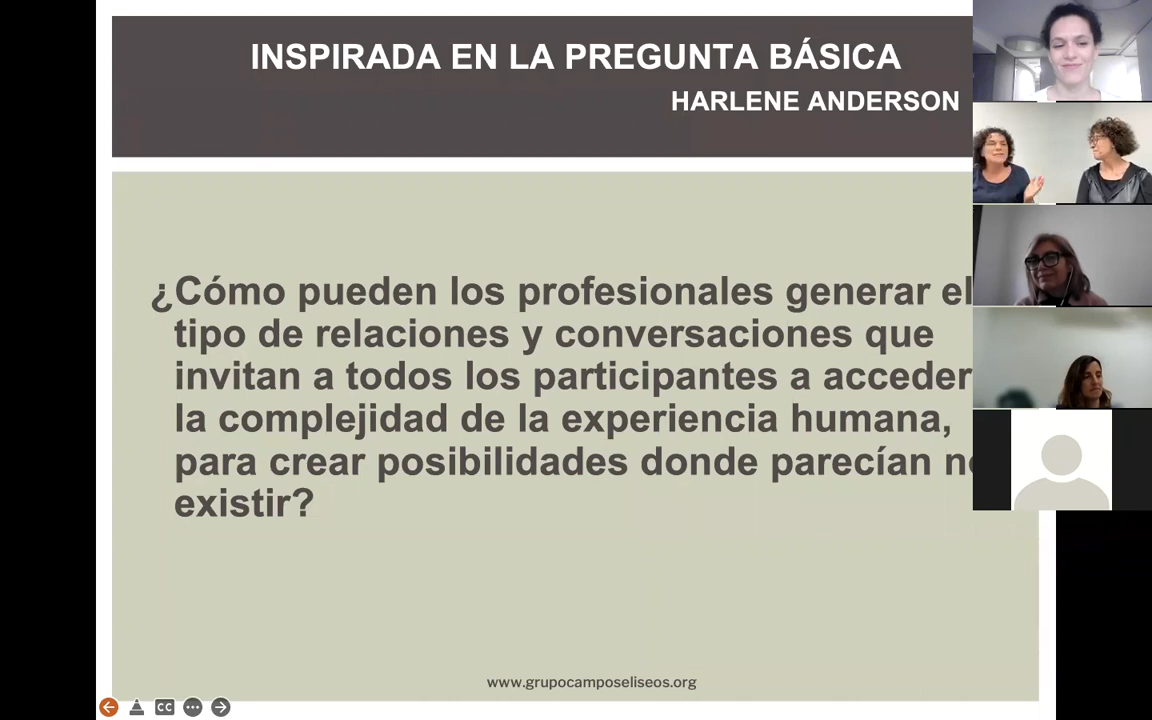 INSPIRADA EN LA PREGUNTA BÁSICA
HARLENE ANDERSON
¿Cómo pueden los profesionales generar el
tipo de relaciones y conversaciones que
invitan a todos los participantes a acceder
la complejidad de la experiencia humana,
para crear posibilidades donde parecían
existir?
www.grupocamposeliseos.org
CC